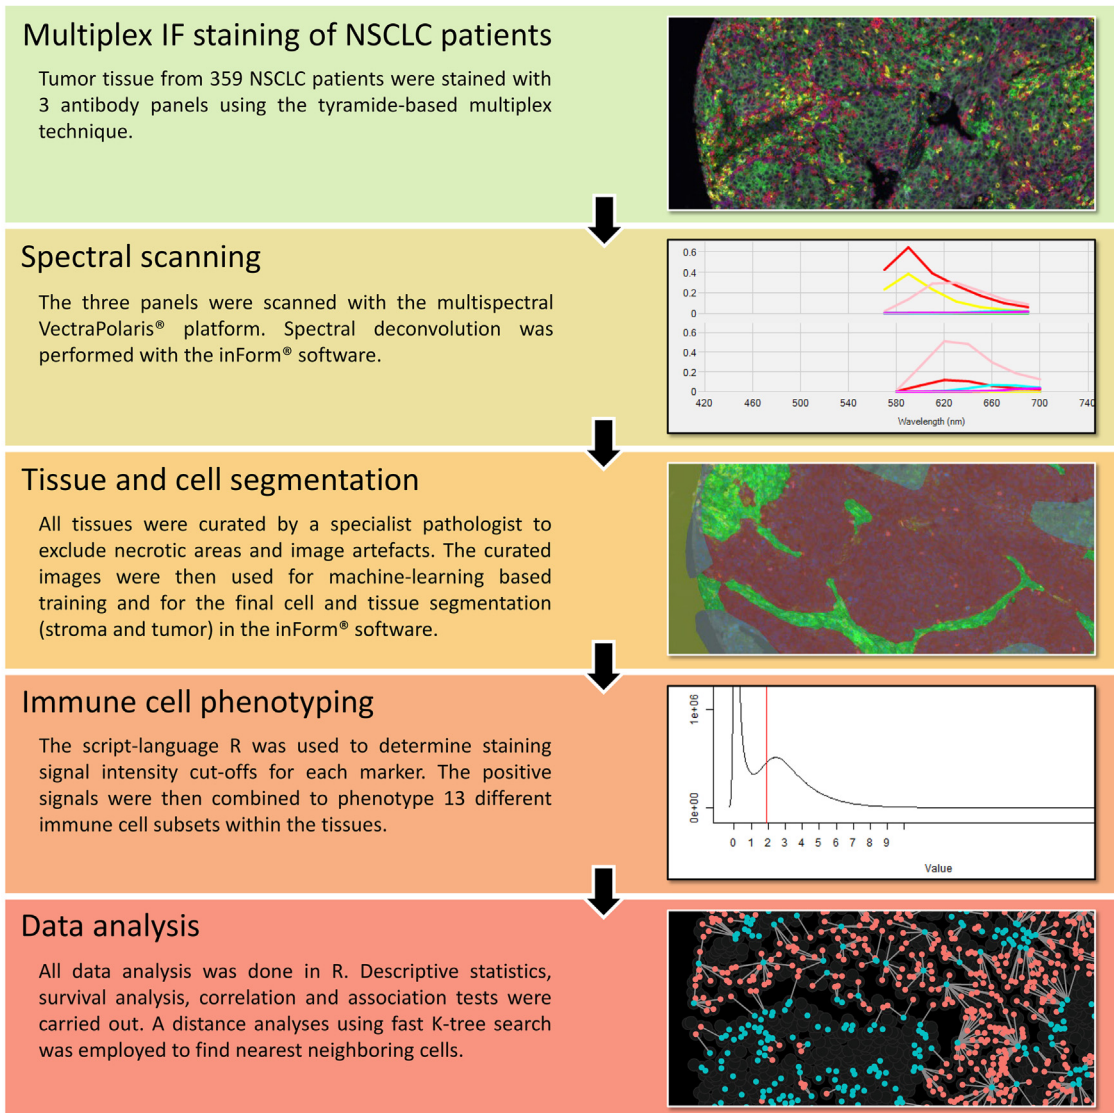 Multiplex IF staining of NSCLC patients
Tumor tissue from 359 NSCLC patients were stained with
3 antibody panels using the tyramide-based multiplex
technique.
Spectral scanning
The three panels were scanned with the multispectral
VectraPolaris® platform. Spectral deconvolution was
performed with the inForm® software.
0.6
0.4
0.2
0
0.6
0.4
0.2
0
420 460 500 540 580 620 660 700 740
Wavelength (nm)
Tissue and cell segmentation
All tissues were curated by a specialist pathologist to
exclude necrotic areas and image artefacts. The curated
images were then used for machine-learning based
training and for the final cell and tissue segmentation
(stroma and tumor) in the inForm® software.
Immune cell phenotyping
The script-language R was used to determine staining
signal intensity cut-offs for each marker. The positive
signals were then combined to phenotype 13 different
immune cell subsets within the tissues.
1e+06
0e+00
0 1 2 3 4 5 6 7 8 9
Value
Data analysis
All data analysis was done in R. Descriptive statistics,
survival analysis, correlation and association tests were
carried out. A distance analyses using fast K-tree search
was employed to find nearest neighboring cells.